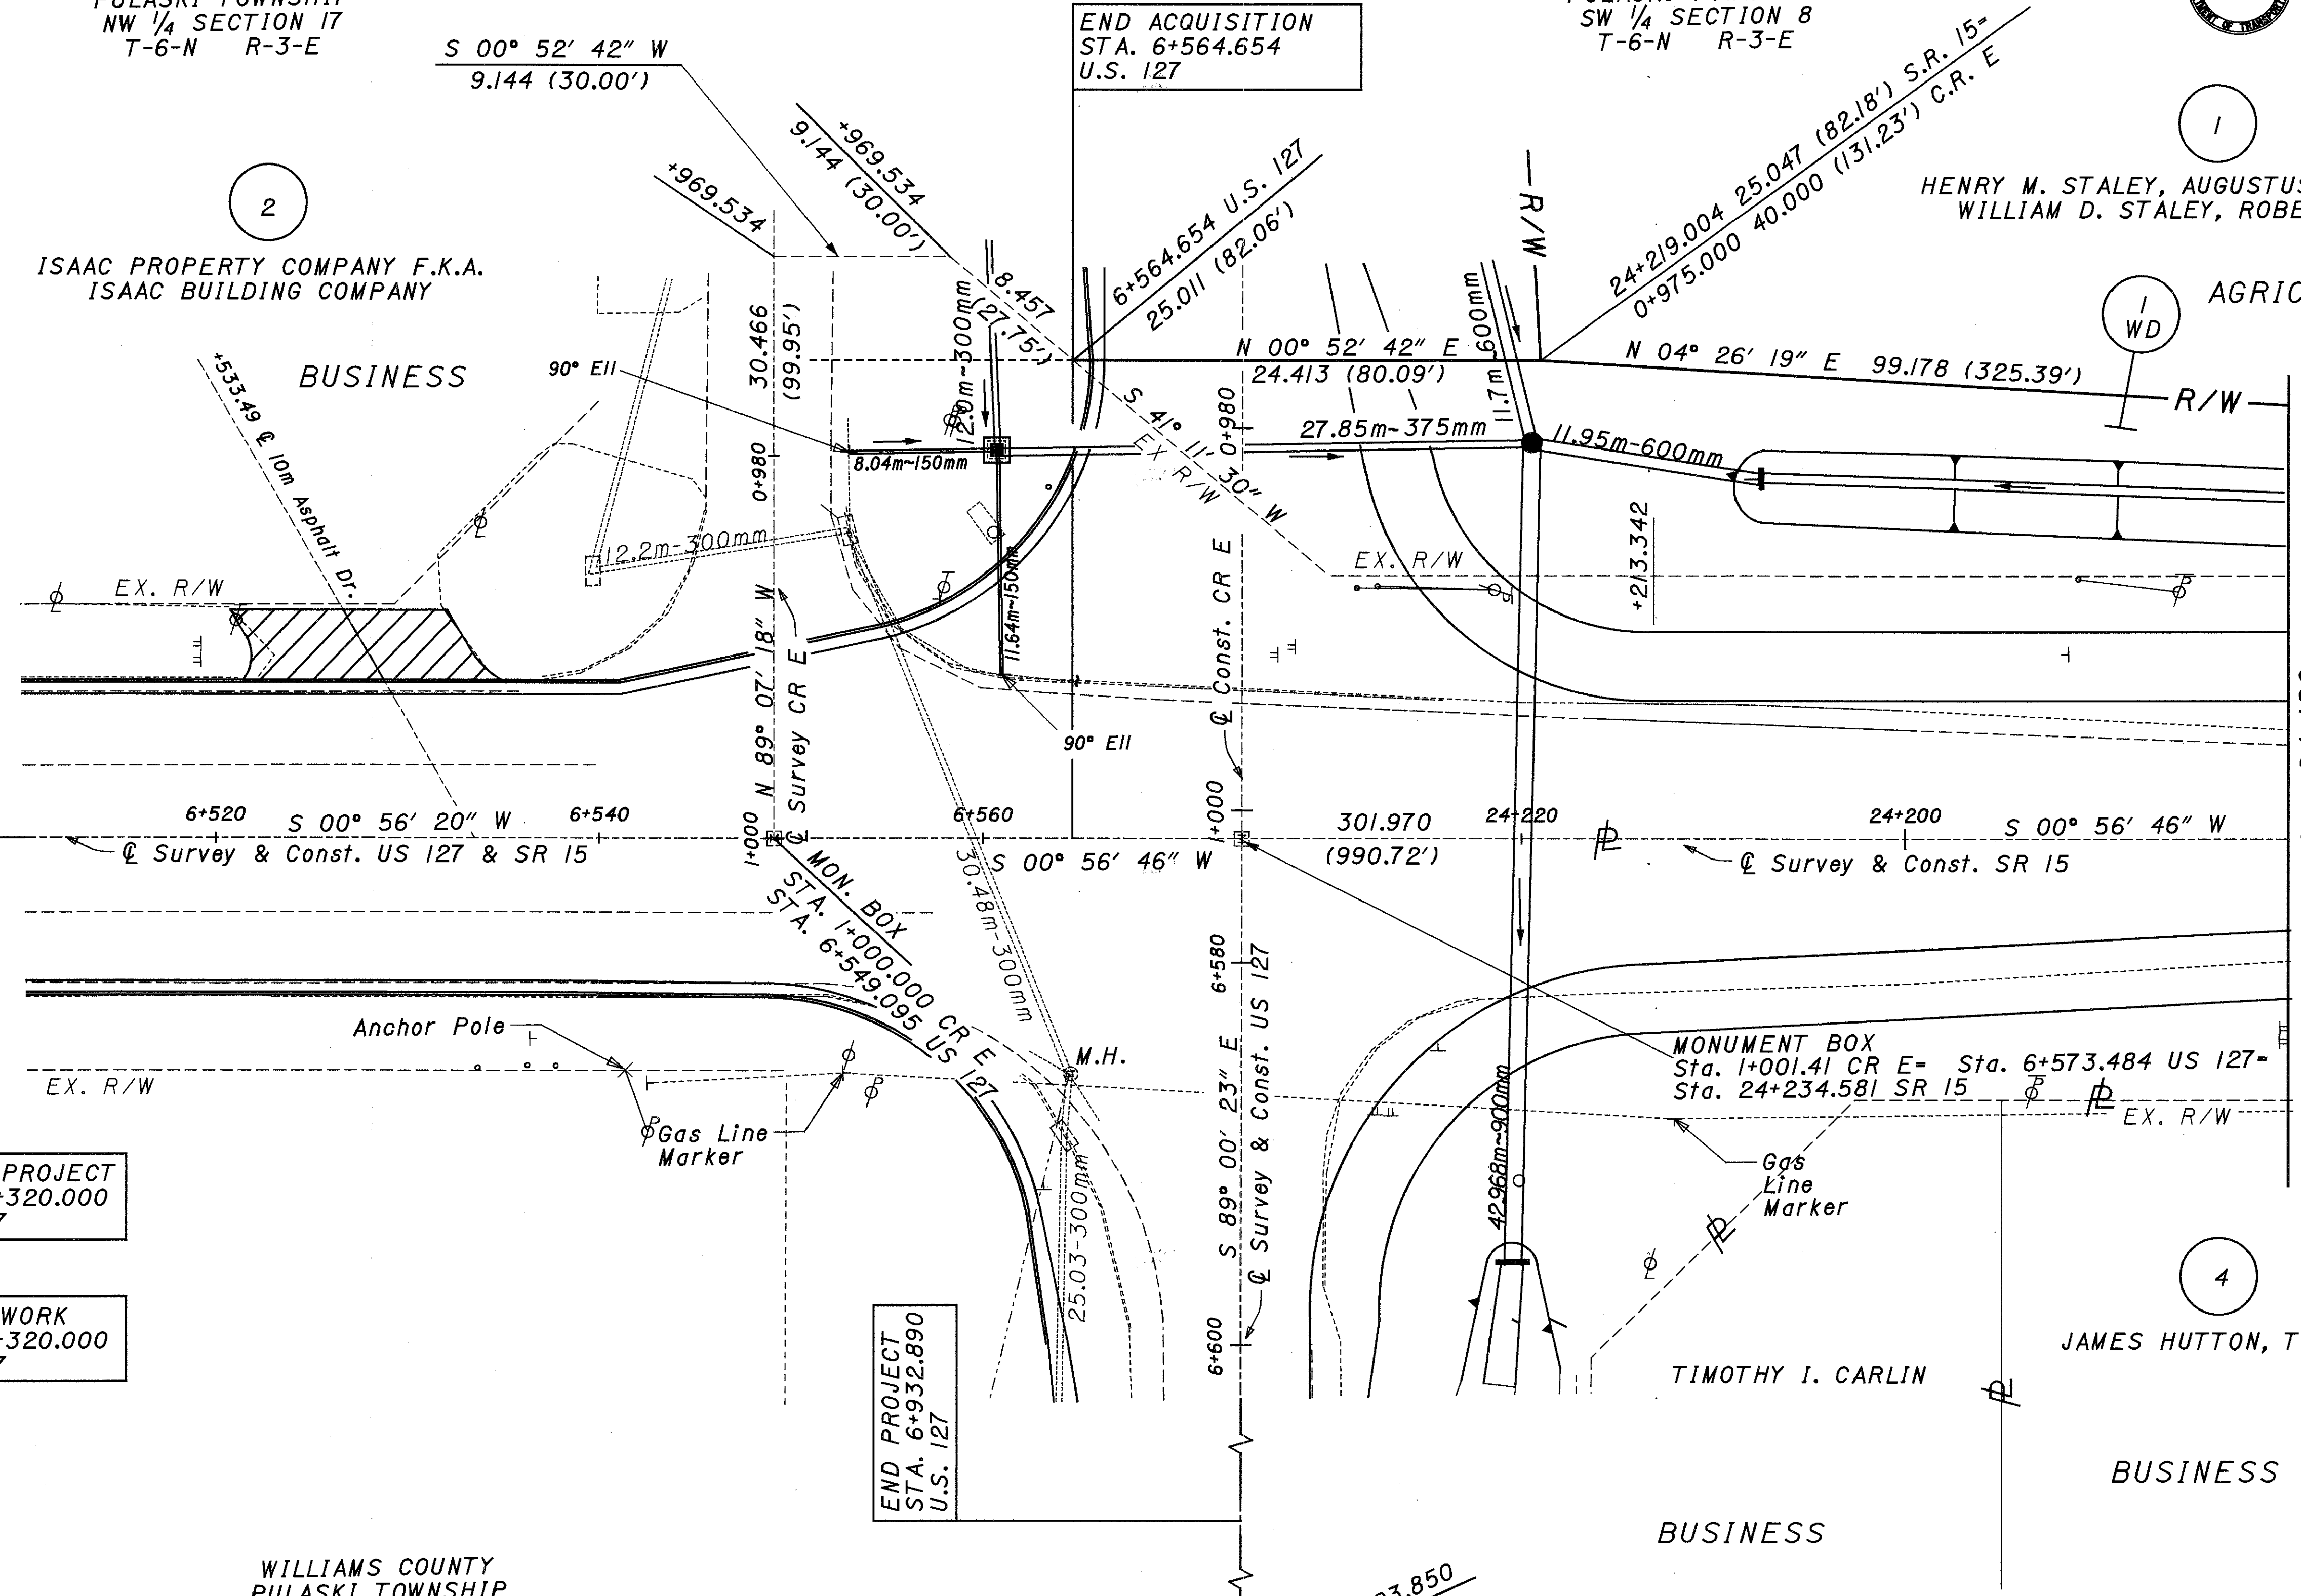 NW 1/4 SECTION 17
T-6-N R-3-E
S 00° 52' 42" W
9.144 (30.00')
END ACQUISITION
STA. 6+564.654
U.S. 127
SW 1/4 SECTION 8
T-6-N R-3-E
24+219.004 25.047 (82.18') S.R. 15=
0+975.000 40.000 (131.23') C.R. E
1
HENRY M. STALEY, AUGUSTUS
WILLIAM D. STALEY, ROBE
2
ISAAC PROPERTY COMPANY F.K.A.
ISAAC BUILDING COMPANY
BUSINESS
+969.534
+969.534
9.144 (30.00')
8.457
(27.75')
6+564.654 U.S. 127
25.011 (82.06')
R/W
1
WD
AGRIC
30.466
(99.95')
12.0m~300mm
N 00° 52' 42" E
24.413 (80.09')
11.7m~600mm
N 04° 26' 19" E 99.178 (325.39')
R/W
+533.49 ℄ 10m Asphalt Dr.
90° Ell
0+980
8.04m~150mm
S 41° 11' 30" W
EX R/W
0+980
27.85m~375mm
11.95m-600mm
12.2m-300mm
11.64m~150mm
EX. R/W
EX. R/W
+213.342
N 89° 07' 18" W
℄ Survey CR E
℄ Const. CR E
90° Ell
6+520
S 00° 56' 20" W
6+540
1+000
6+560
1+000
301.970
(990.72')
24+220
24+200
S 00° 56' 46" W
℄ Survey & Const. US 127 & SR 15
S 00° 56' 46" W
℄ Survey & Const. SR 15
MON. BOX
STA. 1+000.000 CR E
STA. 6+549.095 US 127
30.48m-300mm
6+580
S 89° 00' 23" E
℄ Survey & Const. US 127
6+600
Anchor Pole
EX. R/W
M.H.
Gas Line
Marker
25.03-300mm
42.968m~900mm
MONUMENT BOX
Sta. 1+001.41 CR E= Sta. 6+573.484 US 127=
Sta. 24+234.581 SR 15
EX. R/W
Gas
Line
Marker
PROJECT
+320.000
WORK
+320.000
END PROJECT
STA. 6+932.890
U.S. 127
4
JAMES HUTTON, T
TIMOTHY I. CARLIN
BUSINESS
BUSINESS
WILLIAMS COUNTY
PULASKI TOWNSHIP
3.850